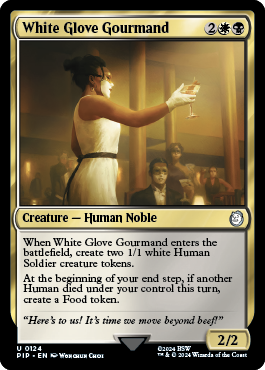 White Glove Gourmand 2
Creature — Human Noble
When White Glove Gourmand enters the
battlefield, create two 1/1 white Human
Soldier creature tokens.
At the beginning of your end step, if another
Human died under your control this turn,
create a Food token.
“Here’s to us! It’s time we move beyond beef!”
2/2
U 0124
PIP • EN Wonchun Choi
©2024 BSW
™ & © 2024 Wizards of the Coast